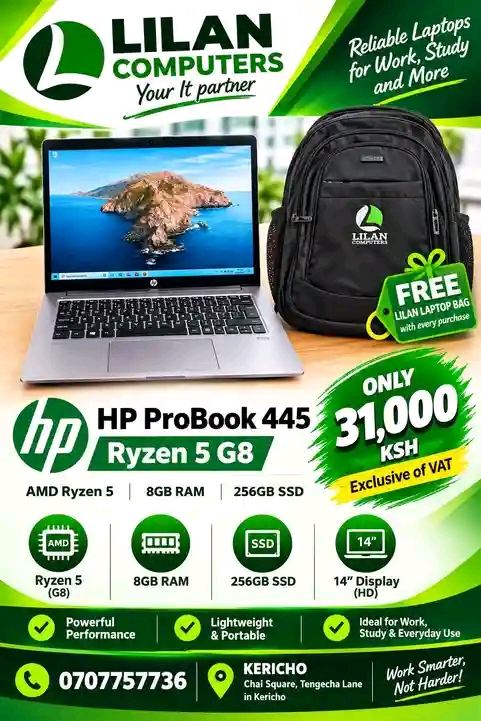 LILAN
COMPUTERS
Your It partner
Reliable Laptops
for Work, Study
and More
LILAN
COMPUTERS
FREE
LILAN LAPTOP BAG
with every purchase
hp
HP ProBook 445
Ryzen 5 G8
ONLY
31,000
KSH
Exclusive of VAT
AMD Ryzen 5 | 8GB RAM | 256GB SSD
AMD
SSD
14"
Ryzen 5
(G8)
8GB RAM
256GB SSD
14" Display
(HD)
Powerful
Performance
Lightweight
& Portable
Ideal for Work,
Study & Everyday Use
0707757736
KERICHO
Chai Square, Tengecha Lane
in Kericho
Work Smarter,
Not Harder!